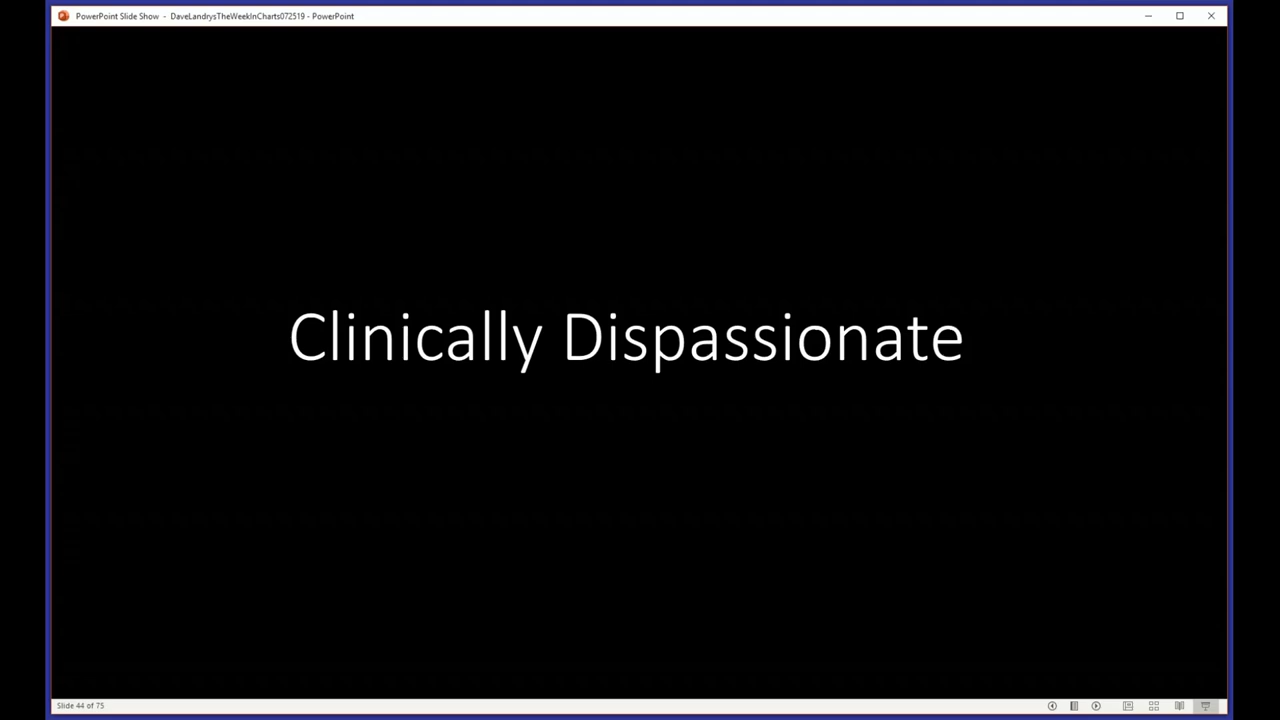 PowerPoint Slide Show - DaveLandrysTheWeekInCharts072519 - PowerPoint
Clinically Dispassionate
Slide 44 of 75